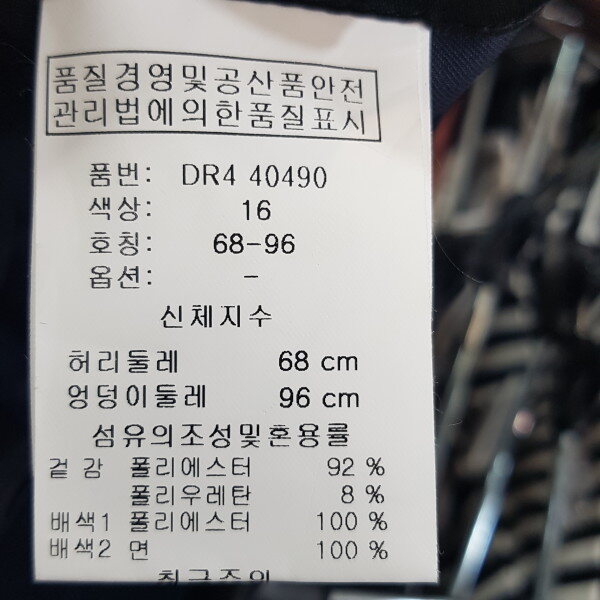 품질경영및공산품안전
관리법에의한품질표시
품번: DR4 40490
색상: 16
호칭: 68-96
옵션: -
신체지수
허리둘레 68 cm
엉덩이둘레 96 cm
섬유의조성및혼용률
겉감 폴리에스터 92 %
폴리우레탄 8 %
배색1 폴리에스터 100 %
배색2 면 100 %
취급주의